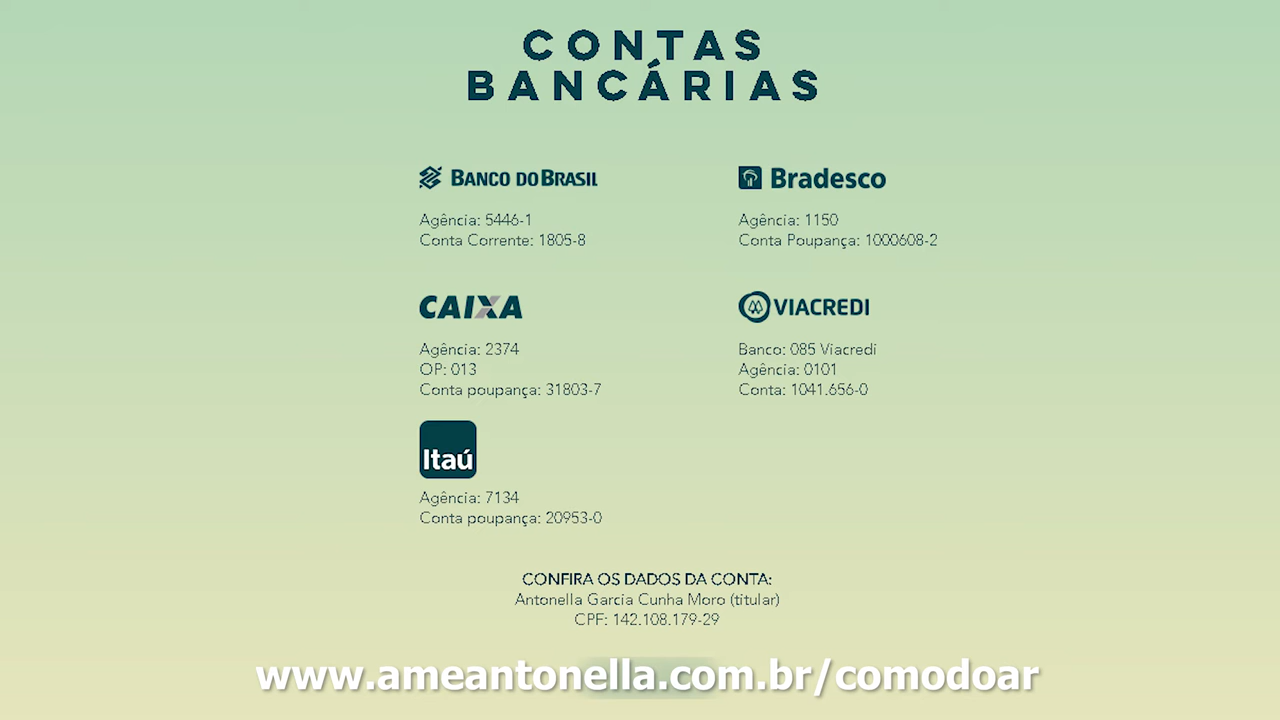 CONTAS
BANCÁRIAS
BANCO DO BRASIL
Agência: 5446-1
Conta Corrente: 1805-8
Bradesco
Agência: 1150
Conta Poupança: 1000608-2
CAIXA
Agência: 2374
OP: 013
Conta poupança: 31803-7
VIACREDI
Banco: 085 Viacredi
Agência: 0101
Conta: 1041.656-0
Itaú
Agência: 7134
Conta poupança: 20953-0
CONFIRA OS DADOS DA CONTA:
Antonella Garcia Cunha Moro (titular)
CPF: 142.108.179-29
www.ameantonella.com.br/comodoar